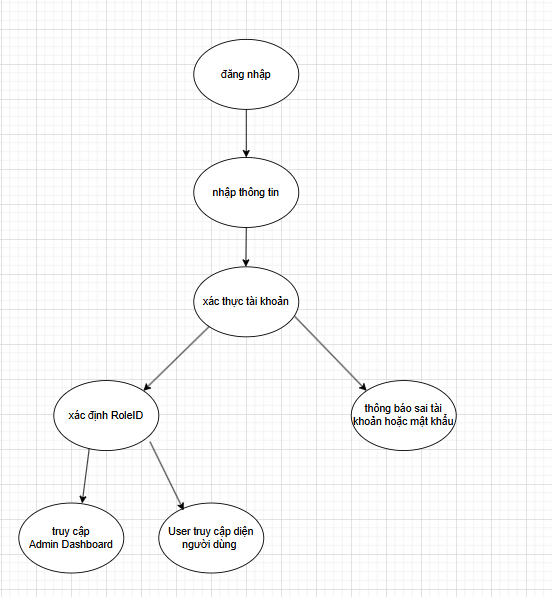 đăng nhập
nhập thông tin
xác thực tài khoản
xác định RoleID
thông báo sai tài
khoản hoặc mật khẩu
truy cập
Admin Dashboard
User truy cập diện
người dùng